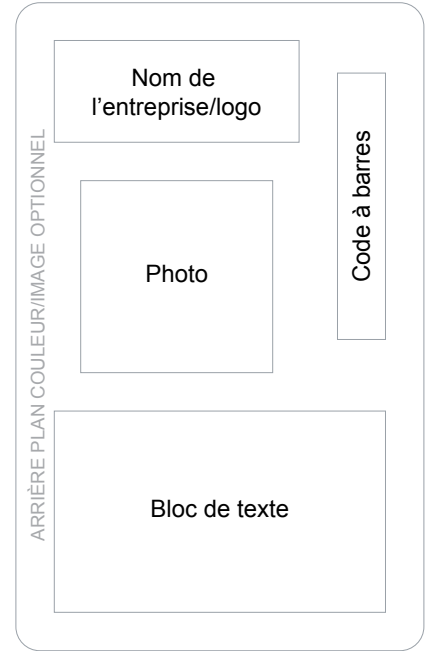 Nom de
l’entreprise/logo
Code à barres
ARRIÈRE PLAN COULEUR/IMAGE OPTIONNEL
Photo
Bloc de texte